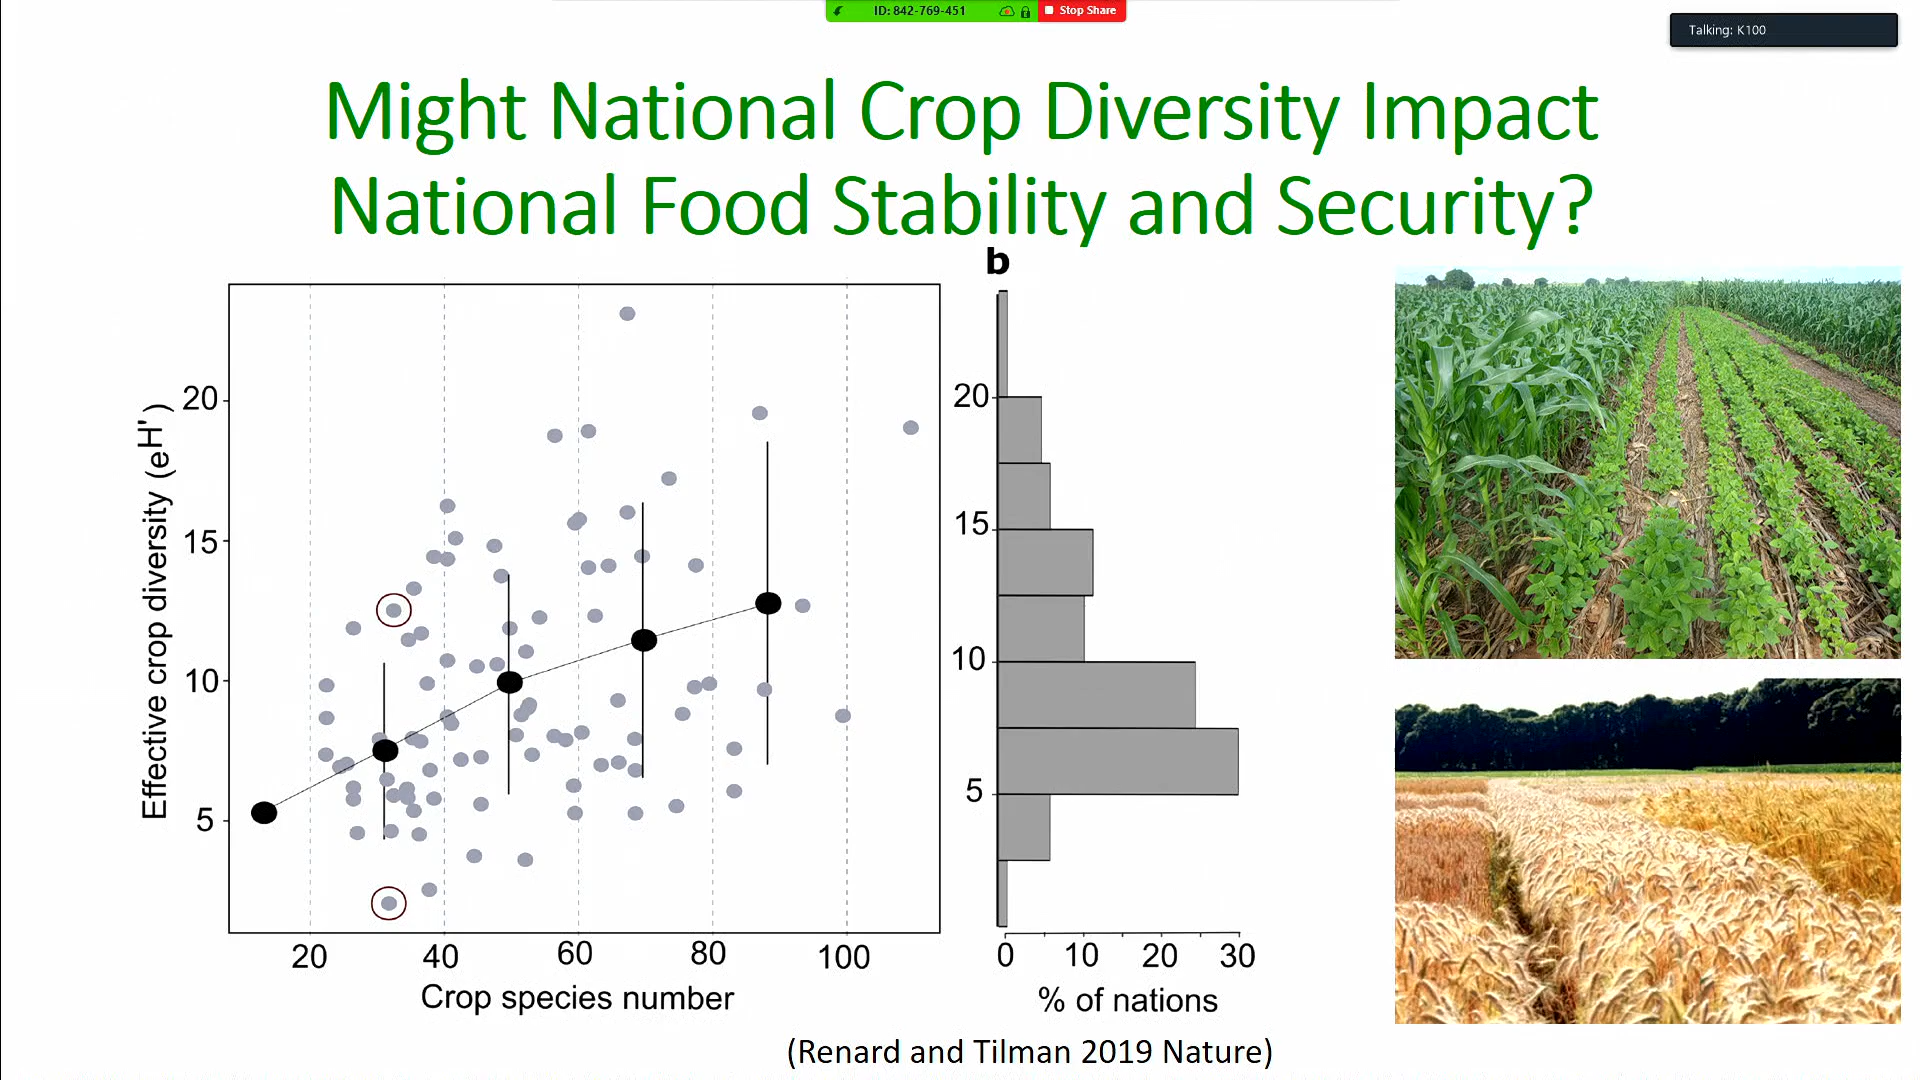 ID: 842-769-451
Stop Share
Talking: K100
Might National Crop Diversity Impact
National Food Stability and Security?
b
Effective crop diversity (eH')
20
15
10
5
20
40
60
80
100
Crop species number
20
15
10
5
0
10
20
30
% of nations
(Renard and Tilman 2019 Nature)